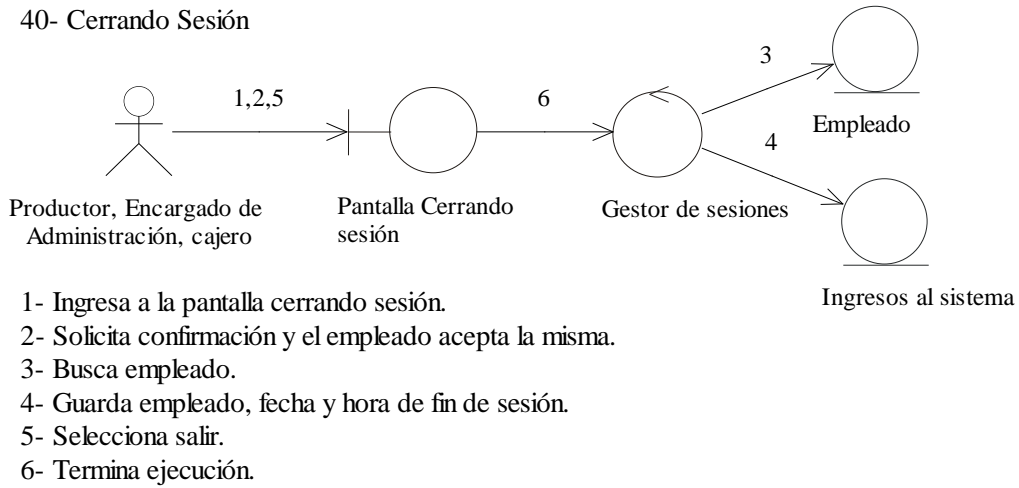 40- Cerrando Sesión
3
1,2,5
6
Empleado
4
Productor, Encargado de
Administración, cajero
Pantalla Cerrando
sesión
Gestor de sesiones
Ingresos al sistema
1- Ingresa a la pantalla cerrando sesión.
2- Solicita confirmación y el empleado acepta la misma.
3- Busca empleado.
4- Guarda empleado, fecha y hora de fin de sesión.
5- Selecciona salir.
6- Termina ejecución.